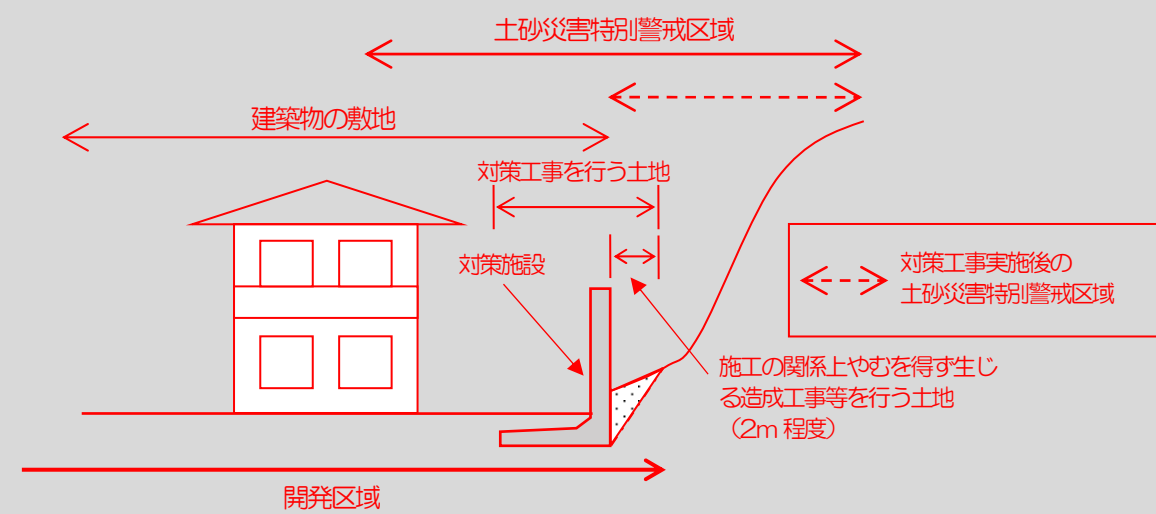 土砂災害特別警戒区域
建築物の敷地
対策工事を行う土地
対策施設
対策工事実施後の
土砂災害特別警戒区域
施工の関係上やむを得ず生じ
る造成工事等を行う土地
（2m 程度）
開発区域